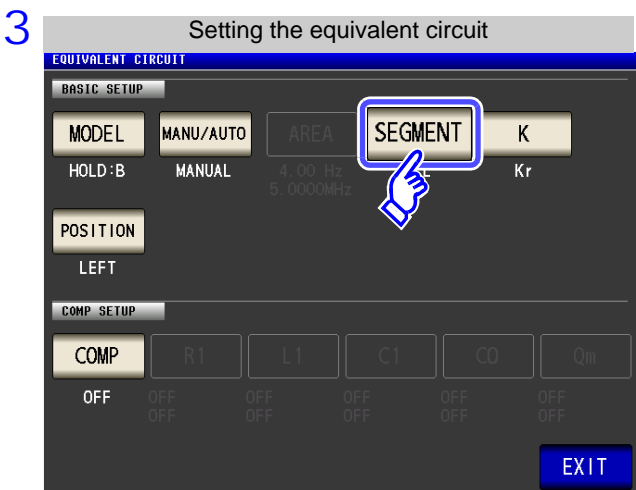 3
Setting the equivalent circuit
EQUIVALENT CIRCUIT
BASIC SETUP
MODEL MANU/AUTO AREA SEGMENT K
HOLD:B MANUAL 4.00 Hz Kr
5.0000MHz
POSITION
LEFT
COMP SETUP
COMP R1 L1 C1 C0 Qm
OFF OFF OFF OFF OFF OFF
OFF OFF OFF OFF OFF
EXIT